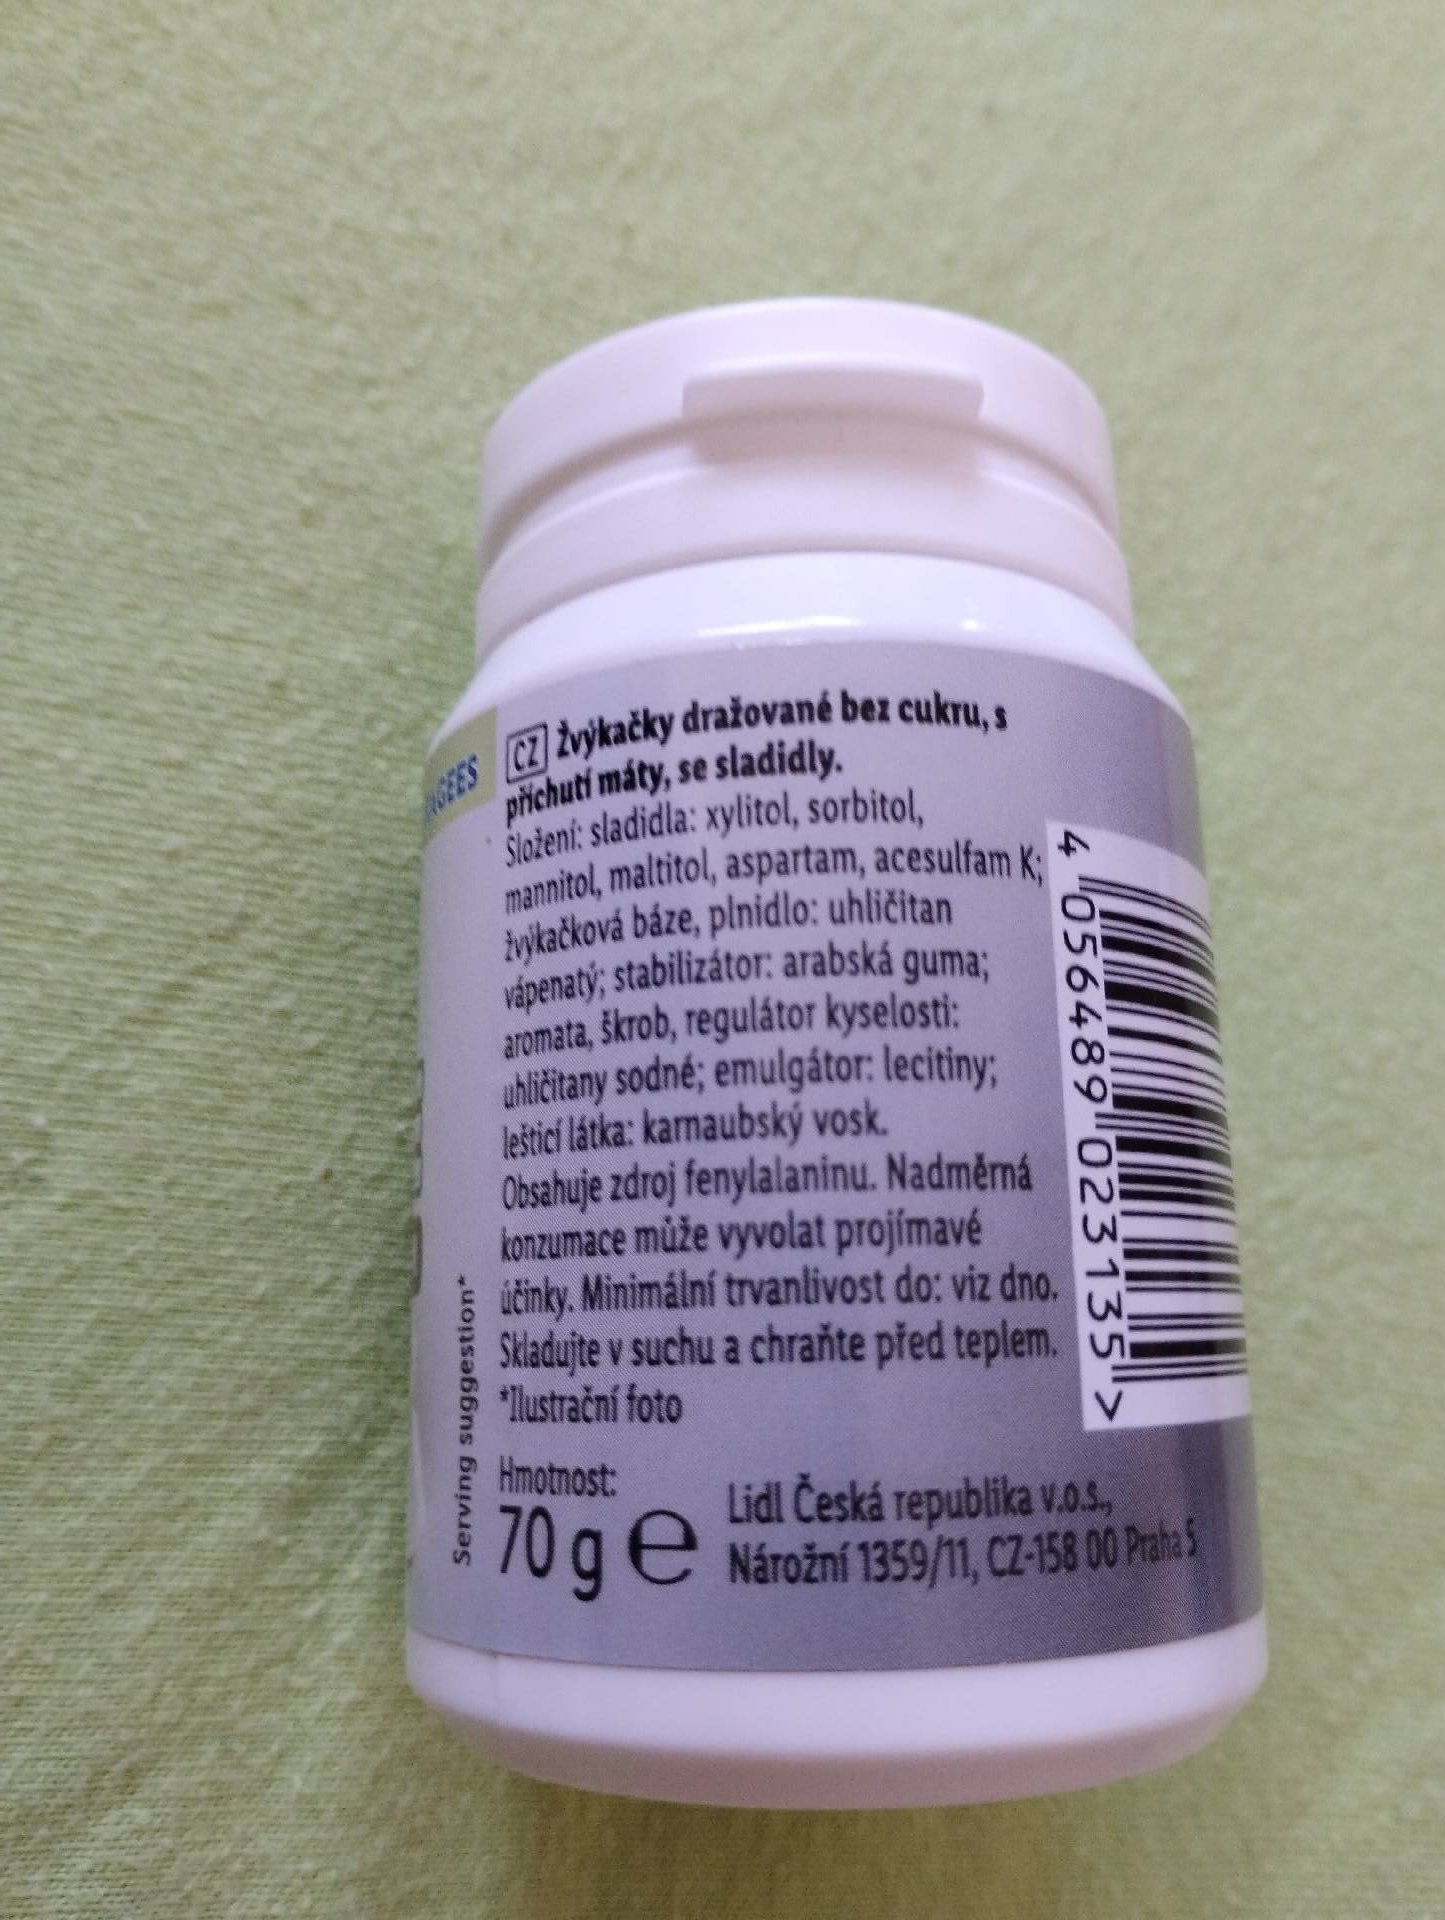 CZ Žvýkačky dražované bez cukru, s
příchutí máty, se sladidly.
Složení: sladidla: xylitol, sorbitol,
mannitol, maltitol, aspartam, acesulfam K;
žvýkačková báze, plnidlo: uhličitan
vápenatý; stabilizátor: arabská guma;
aromata, škrob, regulátor kyselosti:
uhličitany sodné; emulgátor: lecitiny;
lešticí látka: karnaubský vosk.
Obsahuje zdroj fenylalaninu. Nadměrná
konzumace může vyvolat projímavé
účinky. Minimální trvanlivost do: viz dno.
Skladujte v suchu a chraňte před teplem.
*Ilustrační foto
Hmotnost:
70 g e
Lidl Česká republika v.o.s.,
Nárožní 1359/11, CZ-158 00 Praha 5
Serving suggestion*
4 056489 023135 >